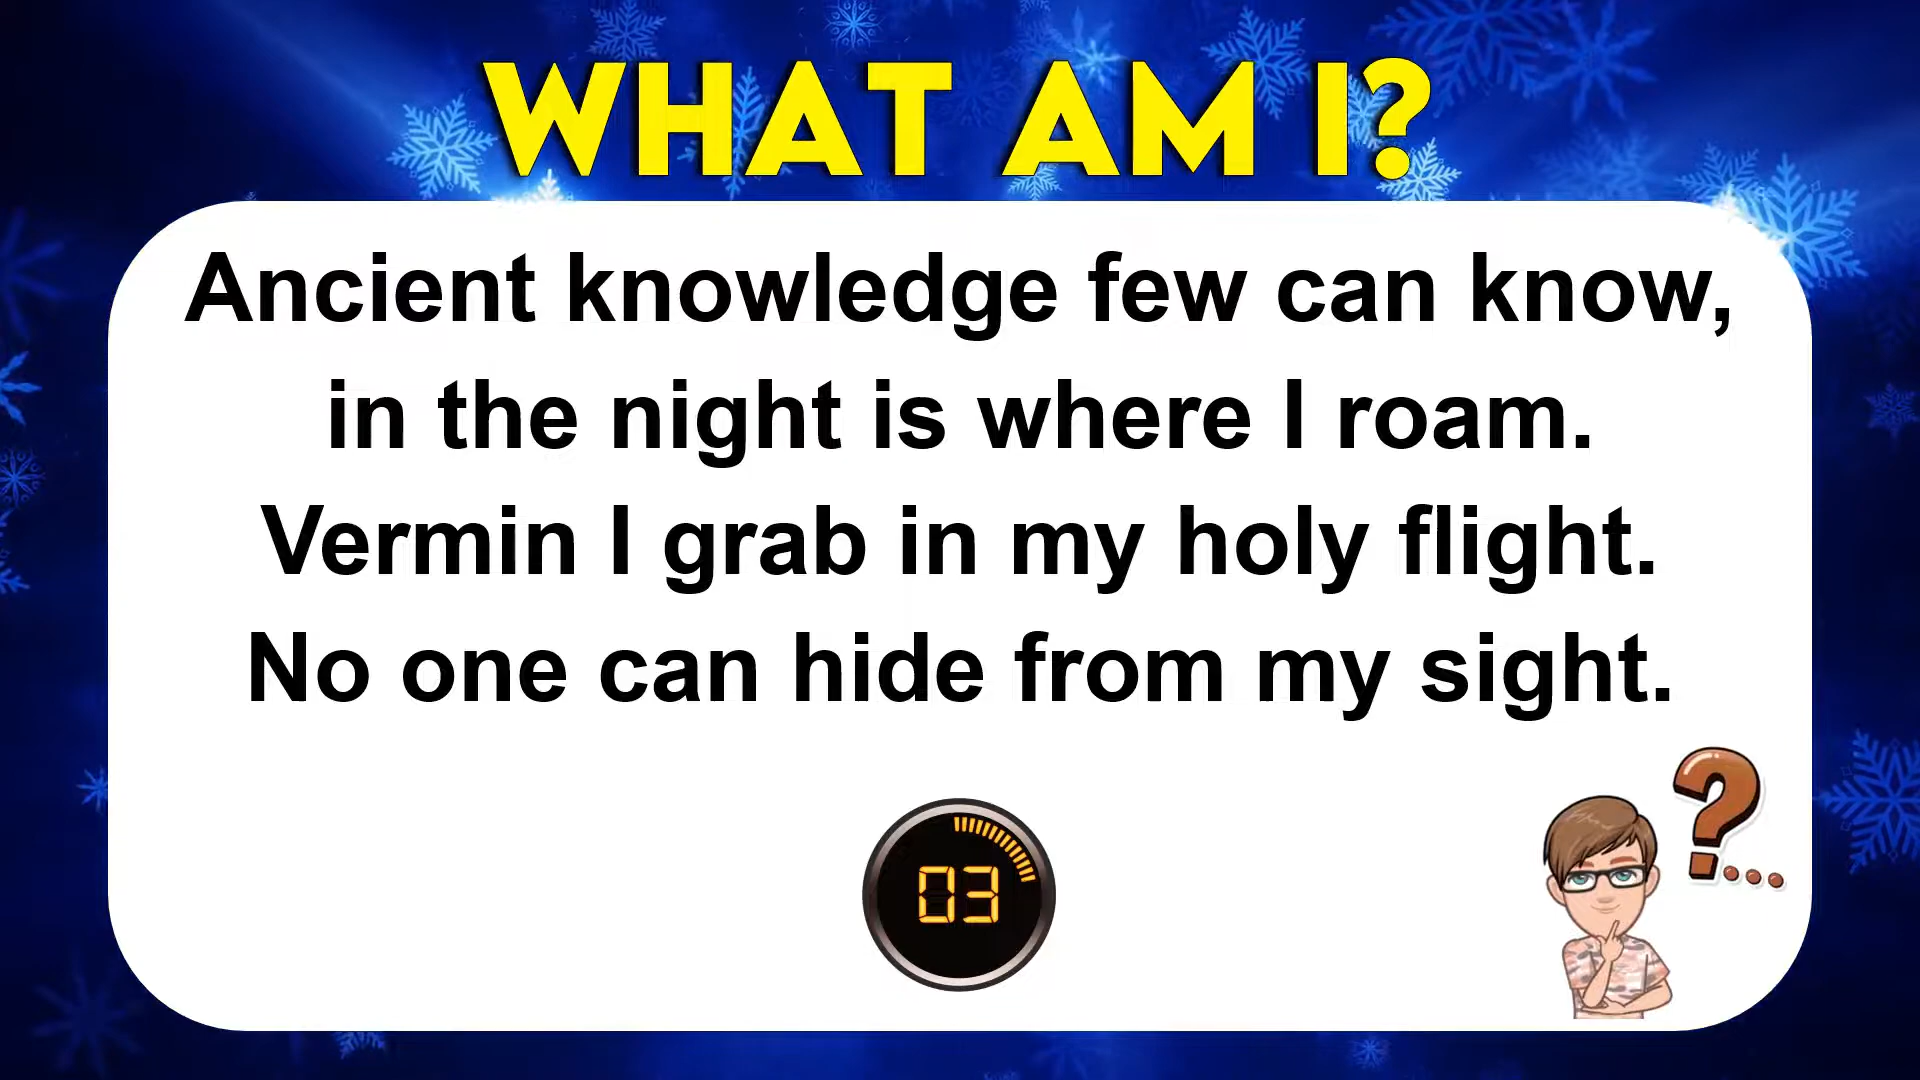 WHAT AM I?
Ancient knowledge few can know,
in the night is where I roam.
Vermin I grab in my holy flight.
No one can hide from my sight.
03
?...